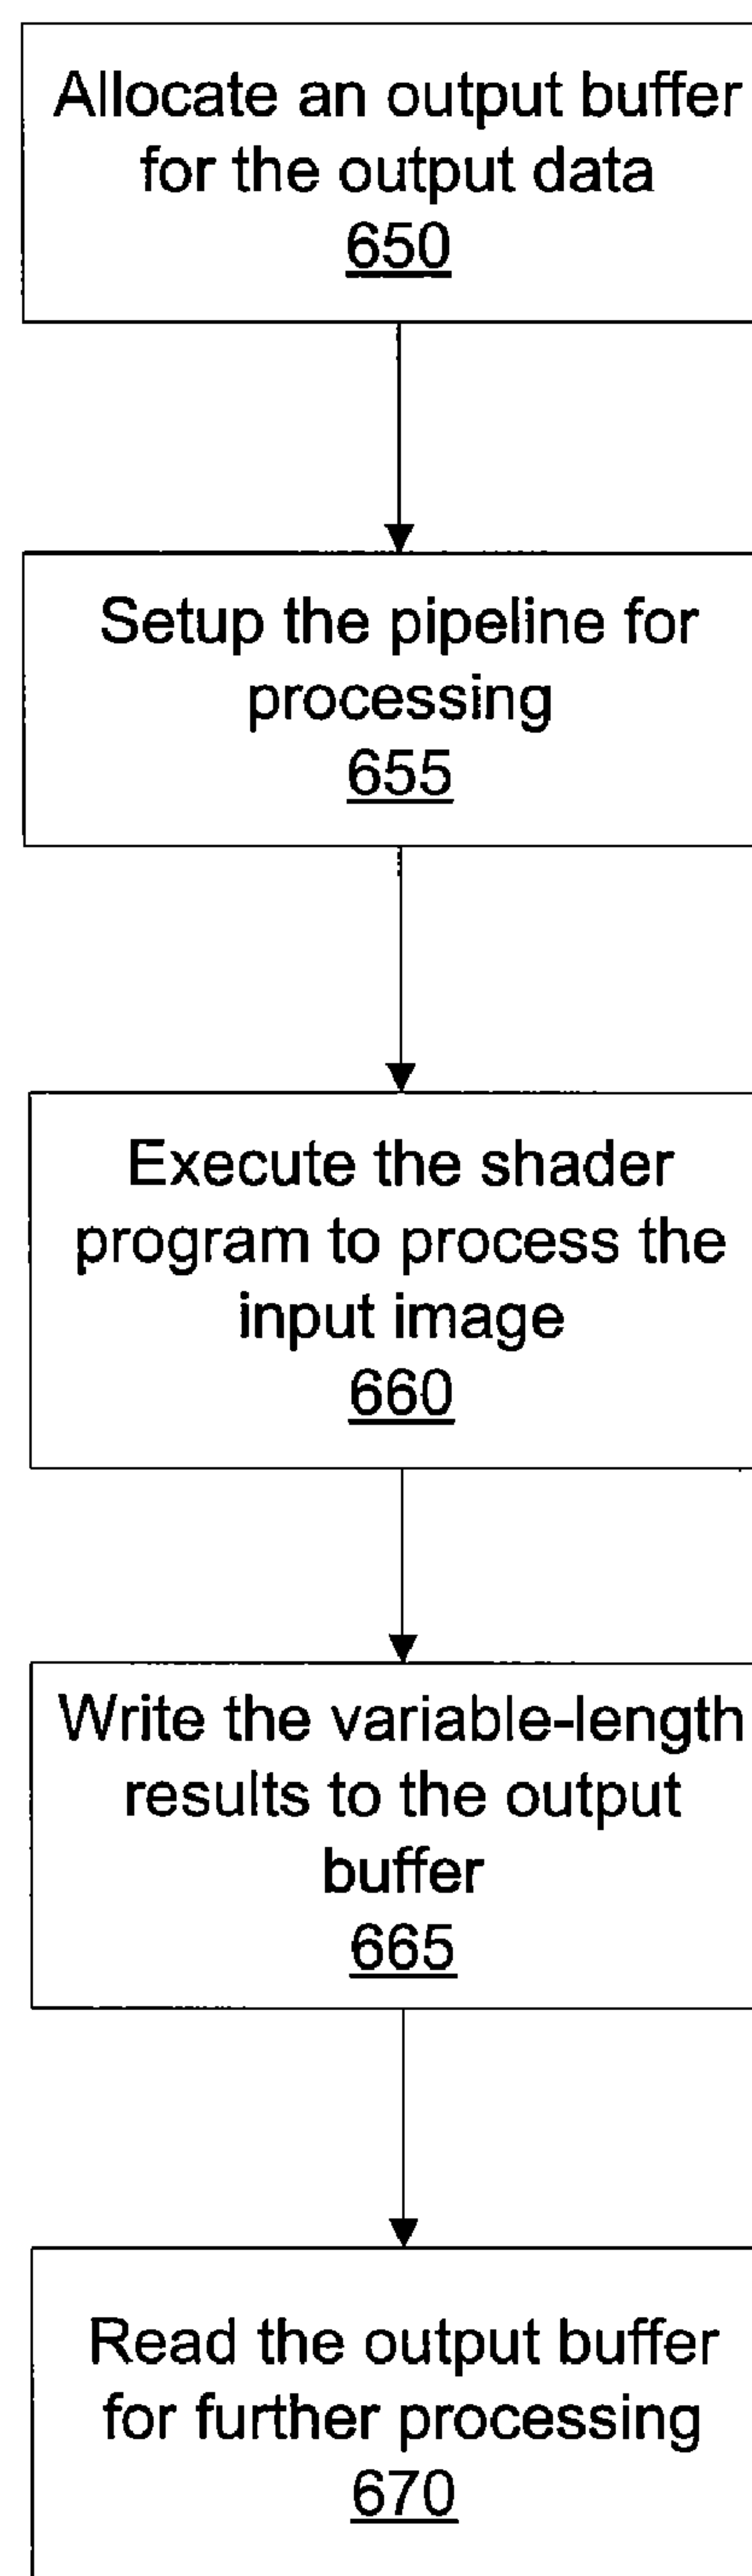 Allocate an output buffer
for the output data
650
Setup the pipeline for
processing
655
Execute the shader
program to process the
input image
660
Write the variable-length
results to the output
buffer
665
Read the output buffer
for further processing
670